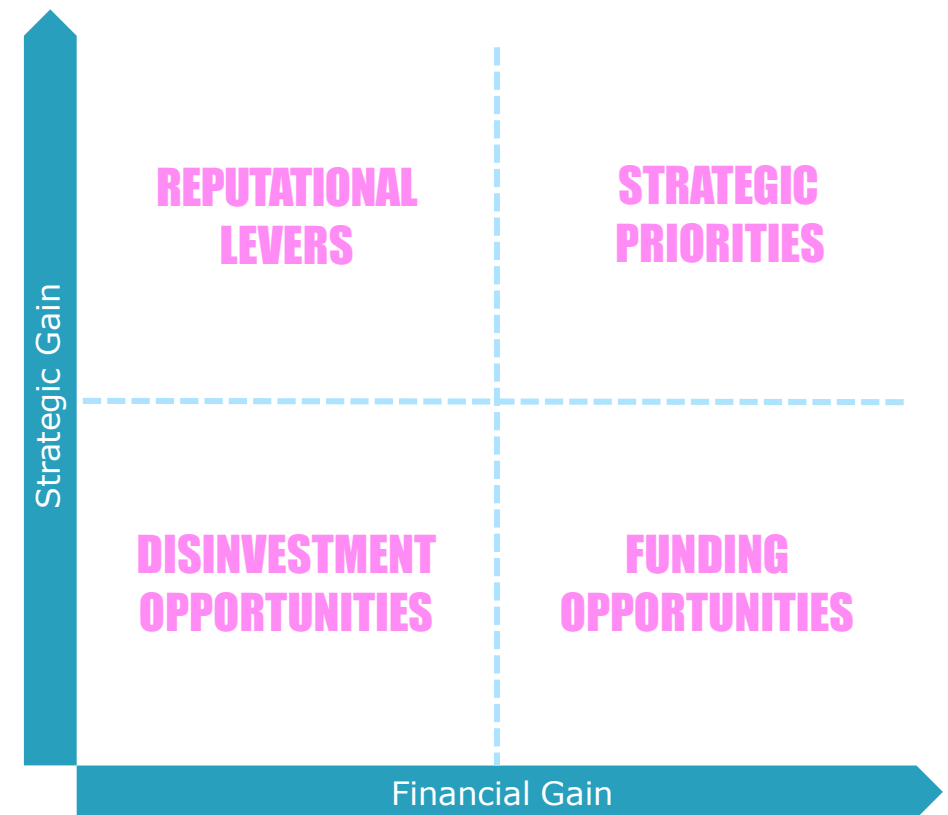 REPUTATIONAL
LEVERS
STRATEGIC
PRIORITIES
Strategic Gain
DISINVESTMENT
OPPORTUNITIES
FUNDING
OPPORTUNITIES
Financial Gain